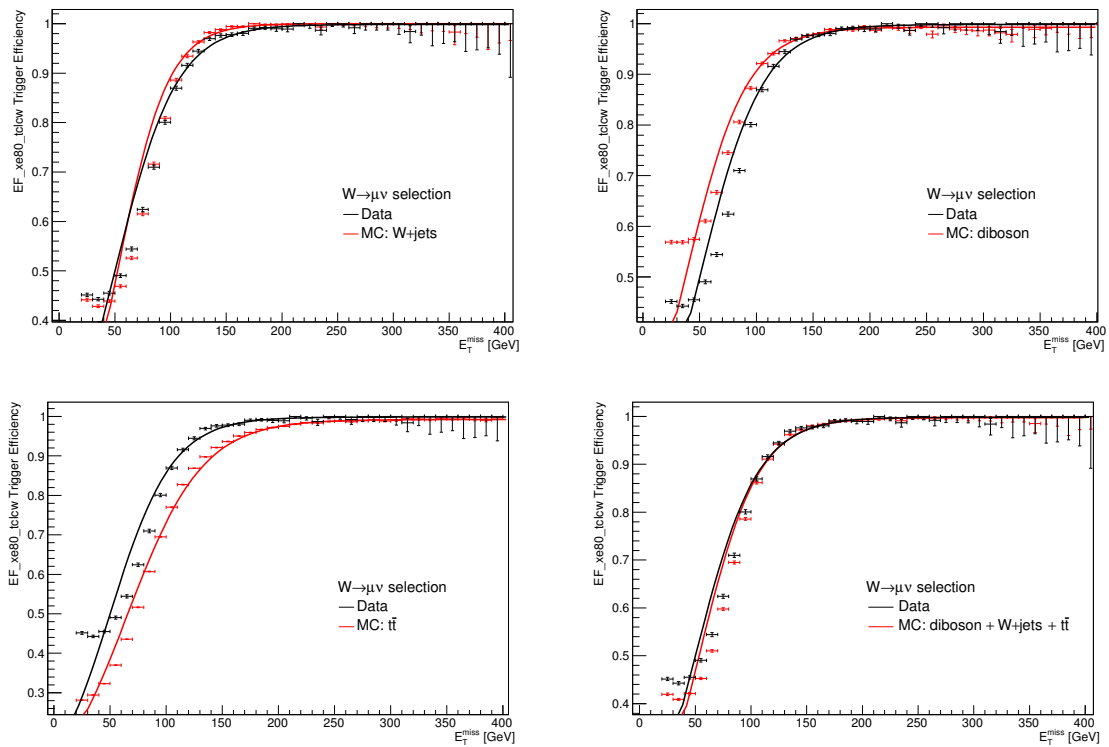 EF_xe80_tclcw Trigger Efficiency
1
0.9
0.8
0.7
0.6
0.5
0.4
W→μν selection
Data
MC: W+jets
0 50 100 150 200 250 300 350 400
E_T^miss [GeV]
EF_xe80_tclcw Trigger Efficiency
1
0.9
0.8
0.7
0.6
0.5
W→μν selection
Data
MC: diboson
0 50 100 150 200 250 300 350 400
E_T^miss [GeV]
EF_xe80_tclcw Trigger Efficiency
1
0.9
0.8
0.7
0.6
0.5
0.4
0.3
W→μν selection
Data
MC: tt̄
0 50 100 150 200 250 300 350 400
E_T^miss [GeV]
EF_xe80_tclcw Trigger Efficiency
1
0.9
0.8
0.7
0.6
0.5
0.4
W→μν selection
Data
MC: diboson + W+jets + tt̄
0 50 100 150 200 250 300 350 400
E_T^miss [GeV]